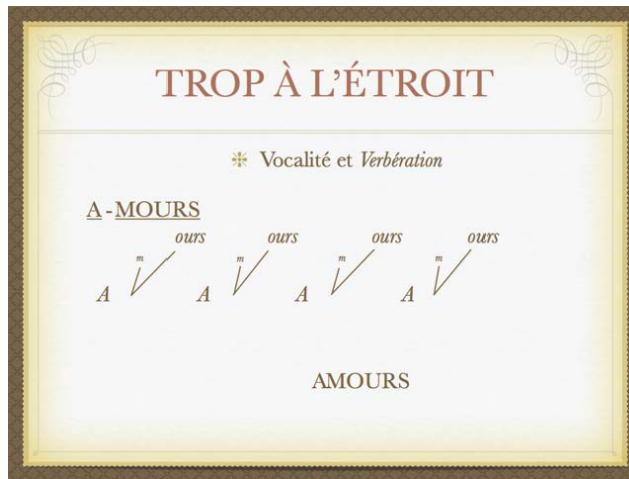 TROP À L'ÉTROIT
Vocalité et Verbération
A-MOURS
ours ours ours ours
m m m m
A A A A
AMOURS